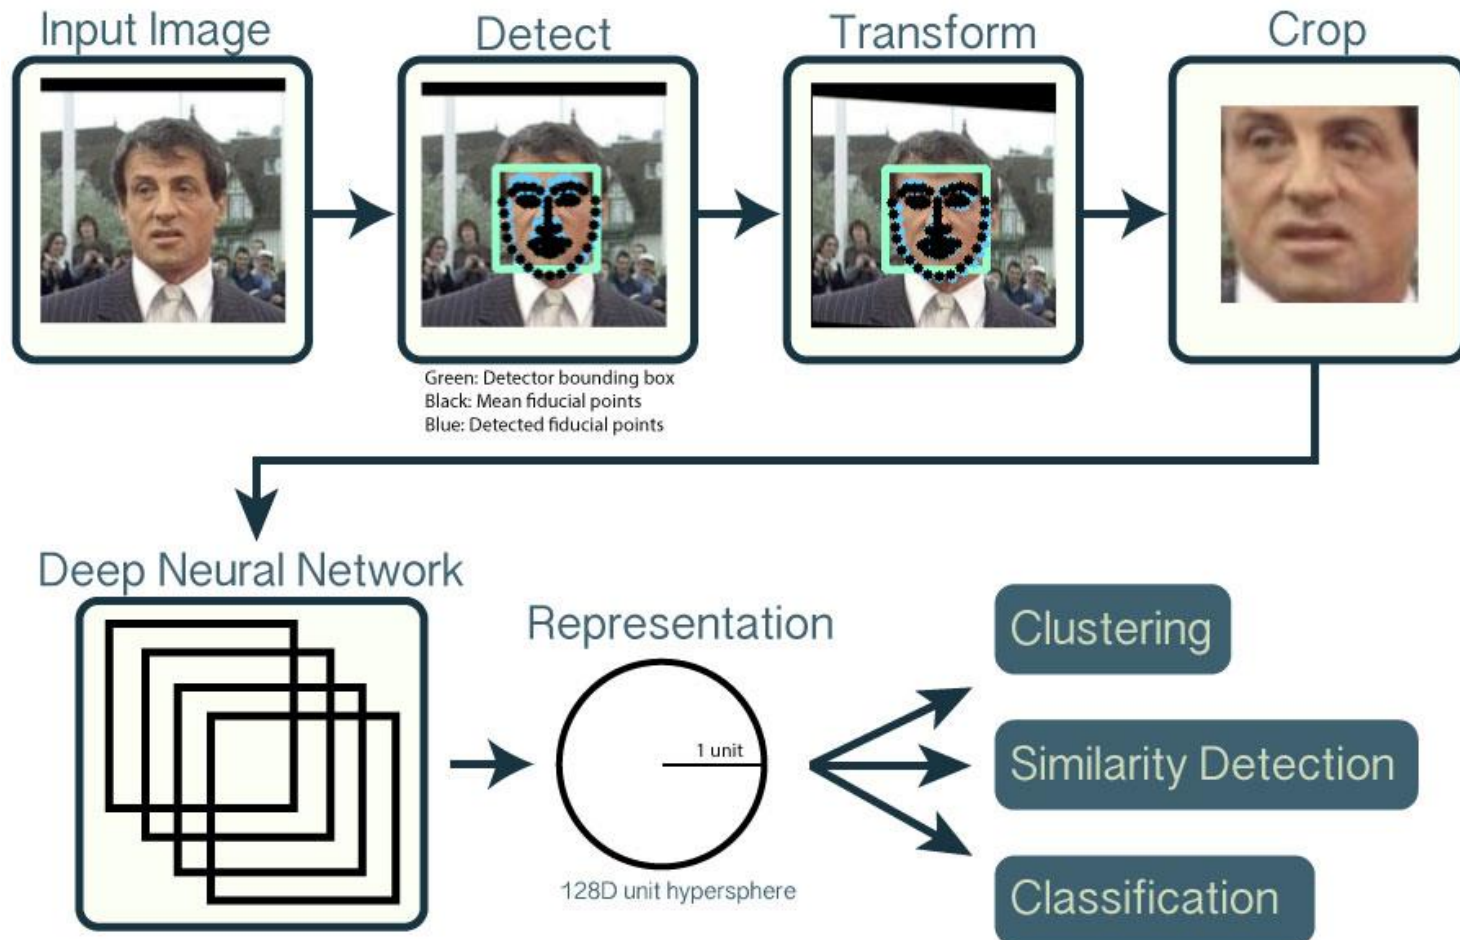 Input Image
Detect
Transform
Crop
Green: Detector bounding box
Black: Mean fiducial points
Blue: Detected fiducial points
Deep Neural Network
Representation
1 unit
128D unit hypersphere
Clustering
Similarity Detection
Classification